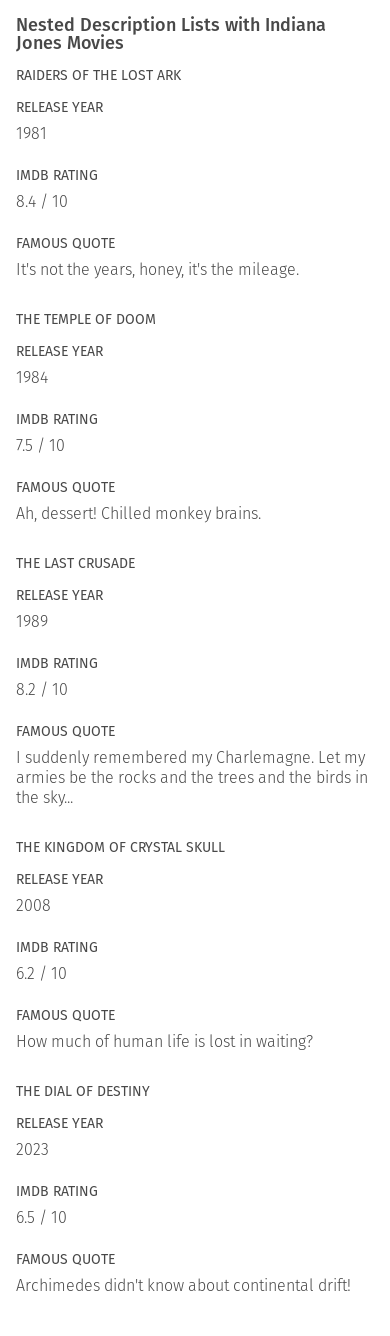 Nested Description Lists with Indiana
Jones Movies
RAIDERS OF THE LOST ARK
RELEASE YEAR
1981
IMDB RATING
8.4 / 10
FAMOUS QUOTE
It's not the years, honey, it's the mileage.
THE TEMPLE OF DOOM
RELEASE YEAR
1984
IMDB RATING
7.5 / 10
FAMOUS QUOTE
Ah, dessert! Chilled monkey brains.
THE LAST CRUSADE
RELEASE YEAR
1989
IMDB RATING
8.2 / 10
FAMOUS QUOTE
I suddenly remembered my Charlemagne. Let my
armies be the rocks and the trees and the birds in
the sky...
THE KINGDOM OF CRYSTAL SKULL
RELEASE YEAR
2008
IMDB RATING
6.2 / 10
FAMOUS QUOTE
How much of human life is lost in waiting?
THE DIAL OF DESTINY
RELEASE YEAR
2023
IMDB RATING
6.5 / 10
FAMOUS QUOTE
Archimedes didn't know about continental drift!